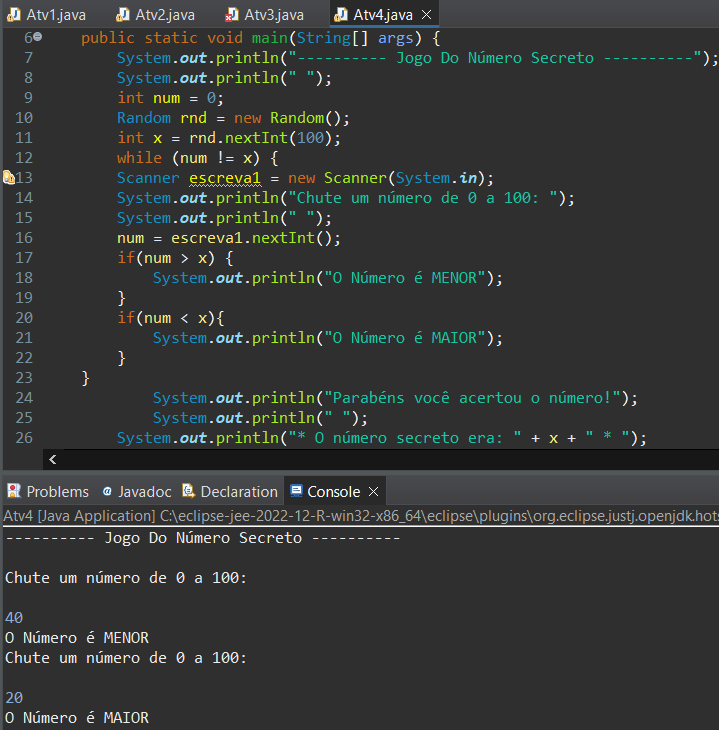 Atv1.java Atv2.java Atv3.java Atv4.java
6 public static void main(String[] args) {
7 System.out.println("---------- Jogo Do Número Secreto ----------");
8 System.out.println(" ");
9 int num = 0;
10 Random rnd = new Random();
11 int x = rnd.nextInt(100);
12 while (num != x) {
13 Scanner escreva1 = new Scanner(System.in);
14 System.out.println("Chute um número de 0 a 100: ");
15 System.out.println(" ");
16 num = escreva1.nextInt();
17 if(num > x) {
18 System.out.println("O Número é MENOR");
19 }
20 if(num < x){
21 System.out.println("O Número é MAIOR");
22 }
23 }
24 System.out.println("Parabéns você acertou o número!");
25 System.out.println(" ");
26 System.out.println("* O número secreto era: " + x + " * ");
Problems Javadoc Declaration Console
Atv4 [Java Application] C:\eclipse-jee-2022-12-R-win32-x86_64\eclipse\plugins\org.eclipse.justj.openjdk.hots
---------- Jogo Do Número Secreto ----------
Chute um número de 0 a 100:
40
O Número é MENOR
Chute um número de 0 a 100:
20
O Número é MAIOR